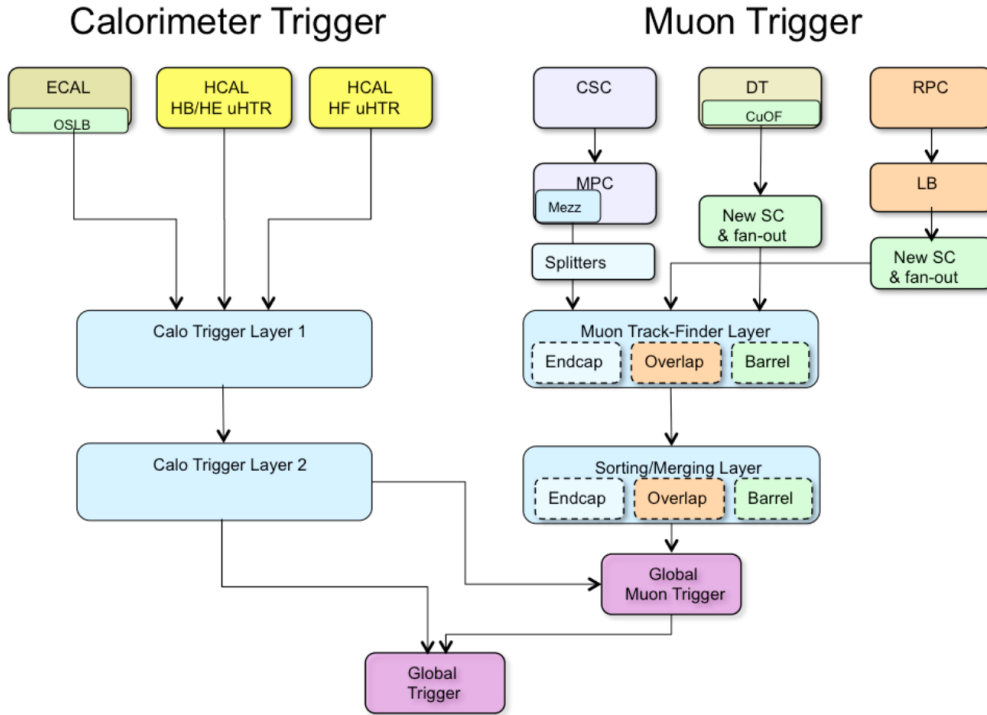 Calorimeter Trigger
Muon Trigger
ECAL
OSLB
HCAL
HB/HE uHTR
HCAL
HF uHTR
CSC
DT
CuOF
RPC
MPC
Mezz
LB
New SC
& fan-out
Splitters
New SC
& fan-out
Calo Trigger Layer 1
Muon Track-Finder Layer
Endcap
Overlap
Barrel
Calo Trigger Layer 2
Sorting/Merging Layer
Endcap
Overlap
Barrel
Global
Muon Trigger
Global
Trigger